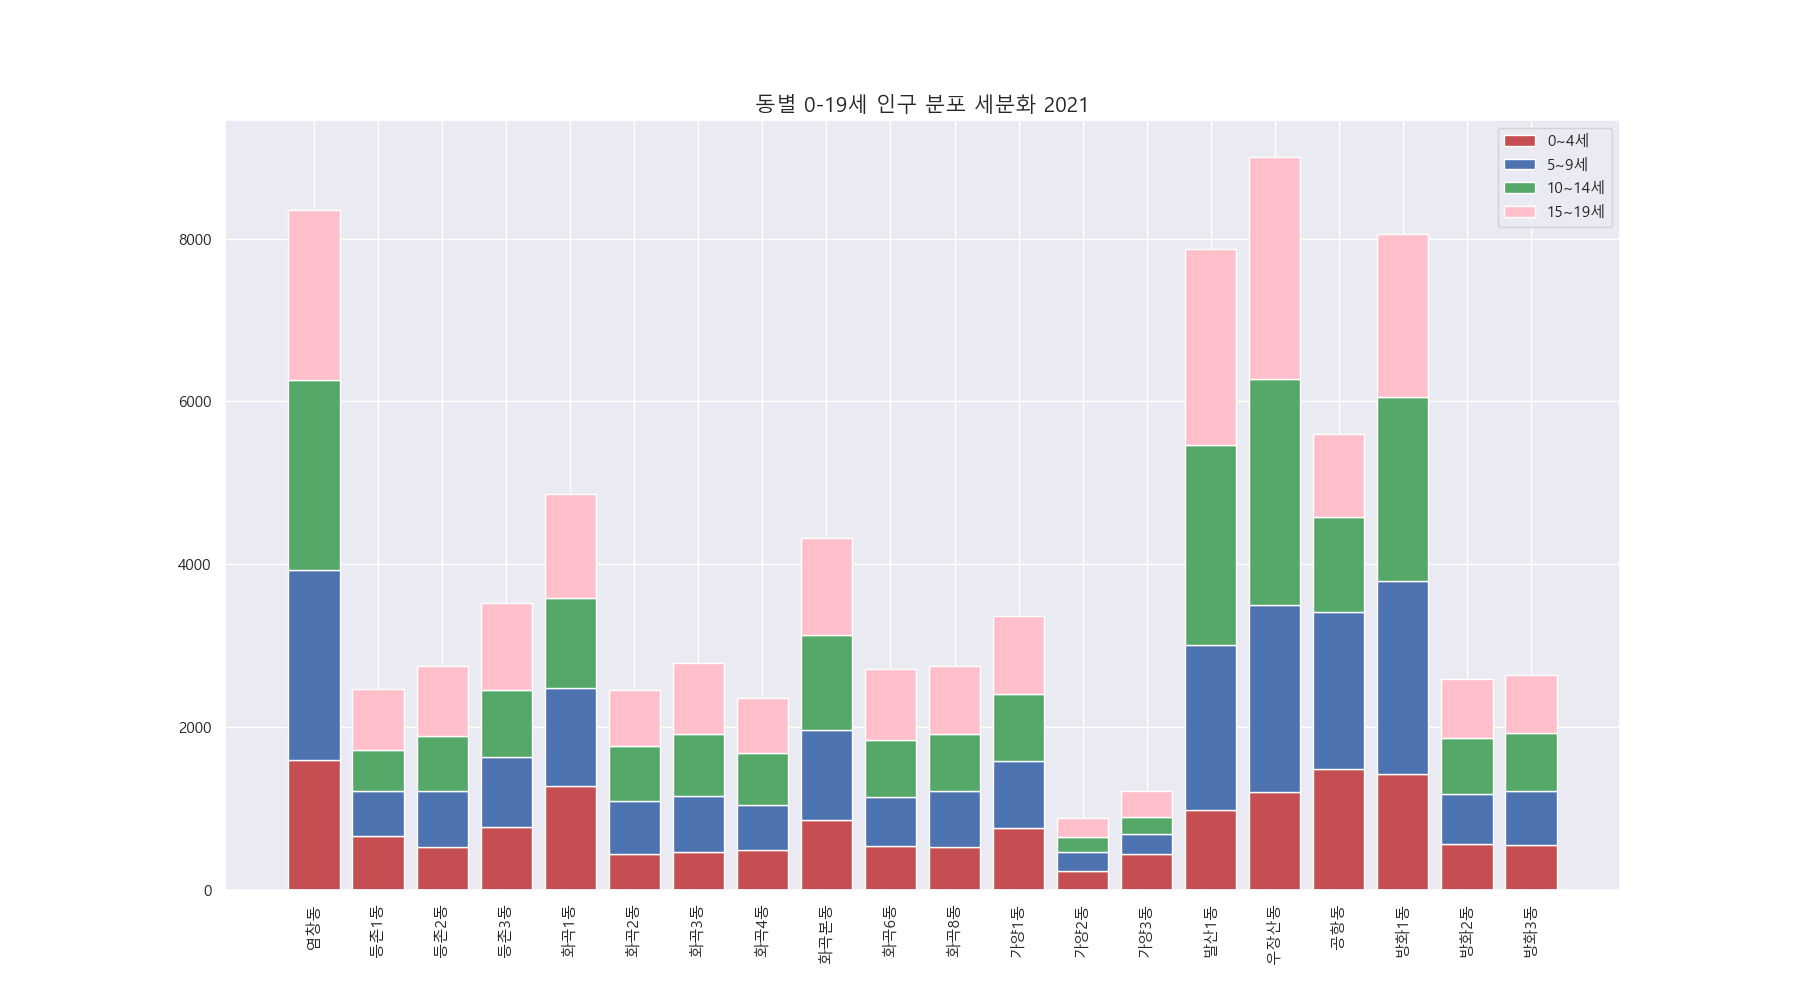 동별 0-19세 인구 분포 세분화 2021
0~4세
5~9세
10~14세
15~19세
8000
6000
4000
2000
0
염창동
등촌1동
등촌2동
등촌3동
화곡1동
화곡2동
화곡3동
화곡4동
화곡본동
화곡6동
화곡8동
가양1동
가양2동
가양3동
발산1동
우장산동
공항동
방화1동
방화2동
방화3동